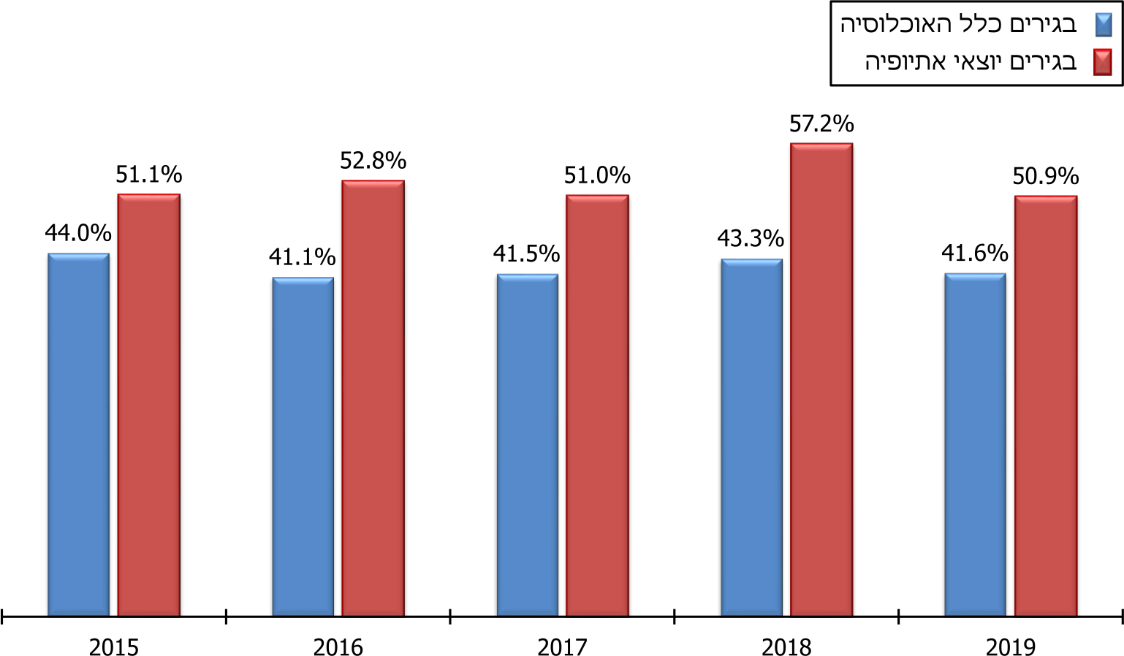 בגירים כלל האוכלוסיה
בגירים יוצאי אתיופיה
44.0% 51.1% 41.1% 52.8% 41.5% 51.0% 43.3% 57.2% 41.6% 50.9%
2015 2016 2017 2018 2019